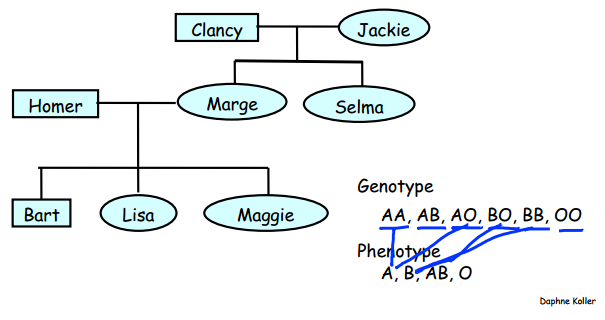 Clancy Jackie
Homer Marge Selma
Bart Lisa Maggie
Genotype
AA, AB, AO, BO, BB, OO
Phenotype
A, B, AB, O
Daphne Koller